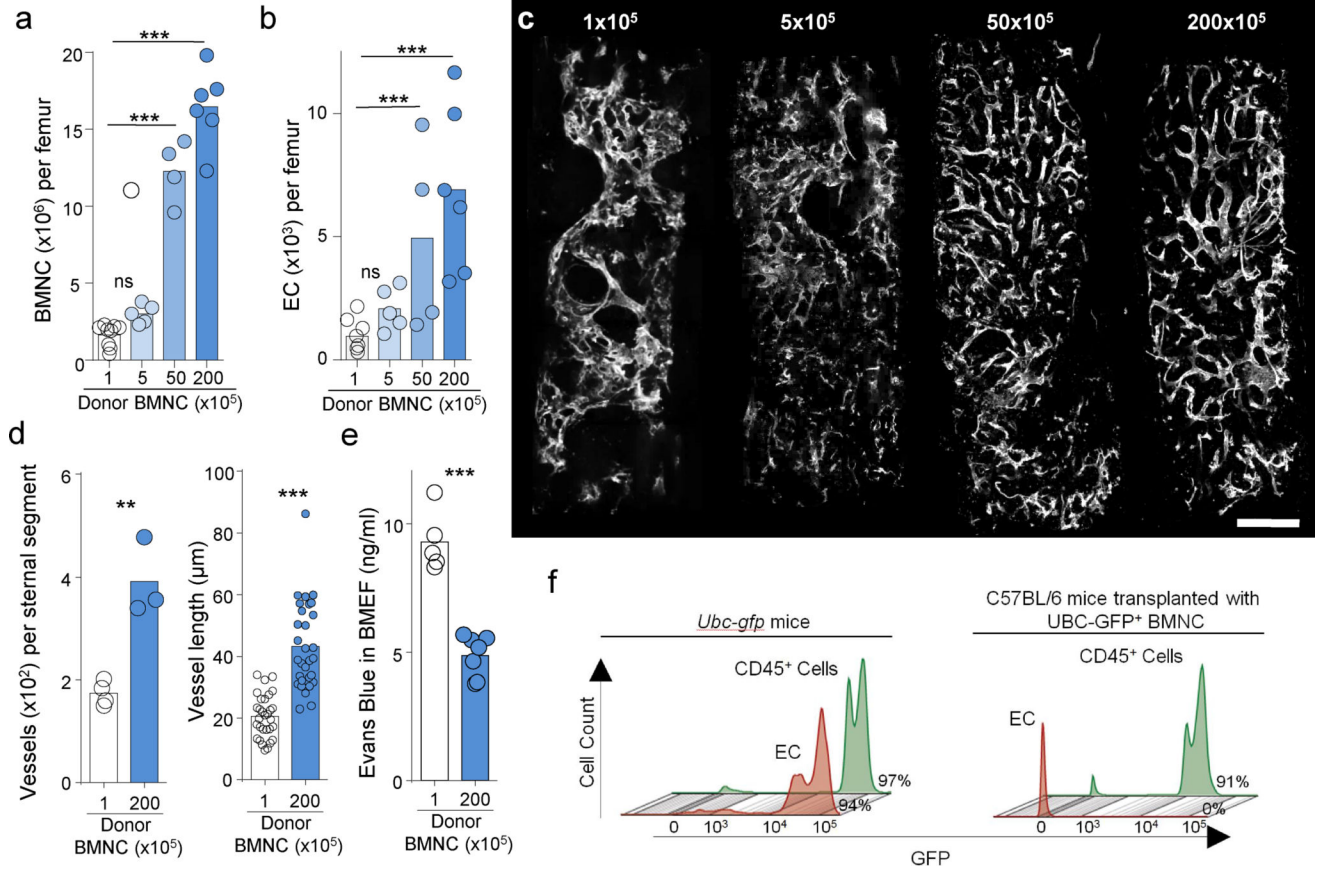 a
BMNC (x10⁶) per femur
20
15
10
5
0
***
***
ns
1 5 50 200
Donor BMNC (x10⁵)
b
EC (x10³) per femur
10
5
0
***
***
ns
1 5 50 200
Donor BMNC (x10⁵)
c
1x10⁵ 5x10⁵ 50x10⁵ 200x10⁵
d
Vessels (x10²) per sternal segment
6
4
2
0
**
1 200
Donor
BMNC (x10⁵)
Vessel length (µm)
100
80
60
40
20
0
***
1 200
Donor
BMNC (x10⁵)
e
Evans Blue in BMEF (ng/ml)
10
5
0
***
1 200
Donor
BMNC (x10⁵)
f
Ubc-gfp mice
CD45⁺ Cells
EC
97%
94%
0 10³ 10⁴ 10⁵
Cell Count
C57BL/6 mice transplanted with
UBC-GFP⁺ BMNC
CD45⁺ Cells
EC
91%
0%
0 10³ 10⁴ 10⁵
GFP